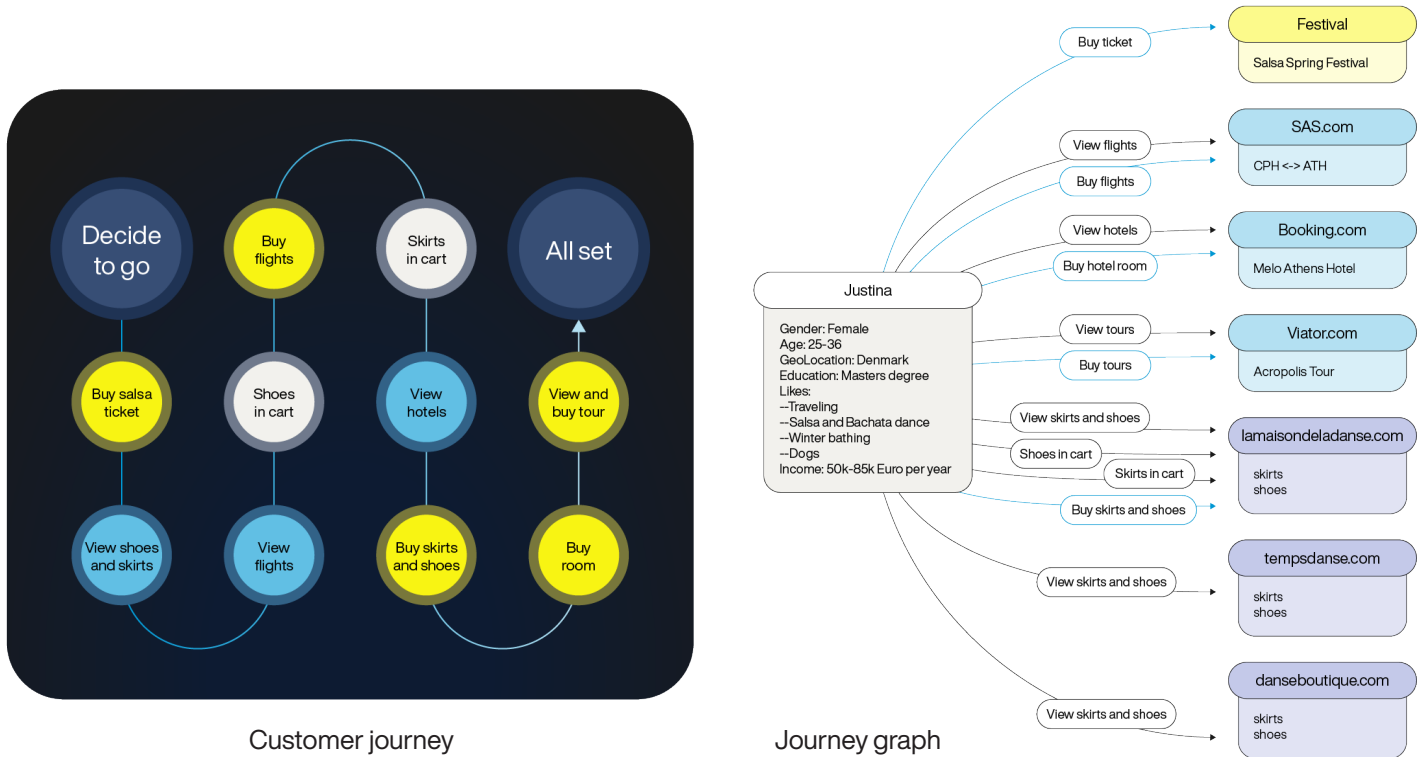 Decide
to go
Buy salsa
ticket
View shoes
and skirts
View
flights
Shoes
in cart
Buy
flights
Skirts
in cart
View
hotels
Buy skirts
and shoes
Buy
room
View and
buy tour
All set
Customer journey
Justina
Gender: Female
Age: 25-36
GeoLocation: Denmark
Education: Masters degree
Likes:
--Traveling
--Salsa and Bachata dance
--Winter bathing
--Dogs
Income: 50k-85k Euro per year
Buy ticket
Festival
Salsa Spring Festival
View flights
Buy flights
SAS.com
CPH <-> ATH
View hotels
Buy hotel room
Booking.com
Melo Athens Hotel
View tours
Buy tours
Viator.com
Acropolis Tour
View skirts and shoes
Shoes in cart
Skirts in cart
Buy skirts and shoes
lamaisondeladanse.com
skirts
shoes
View skirts and shoes
tempsdanse.com
skirts
shoes
View skirts and shoes
danseboutique.com
skirts
shoes
Journey graph